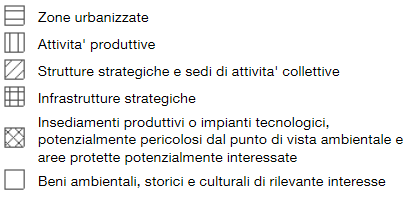 Zone urbanizzate
Attivita' produttive
Strutture strategiche e sedi di attivita' collettive
Infrastrutture strategiche
Insediamenti produttivi o impianti tecnologici,
potenzialmente pericolosi dal punto di vista ambientale e
aree protette potenzialmente interessate
Beni ambientali, storici e culturali di rilevante interesse